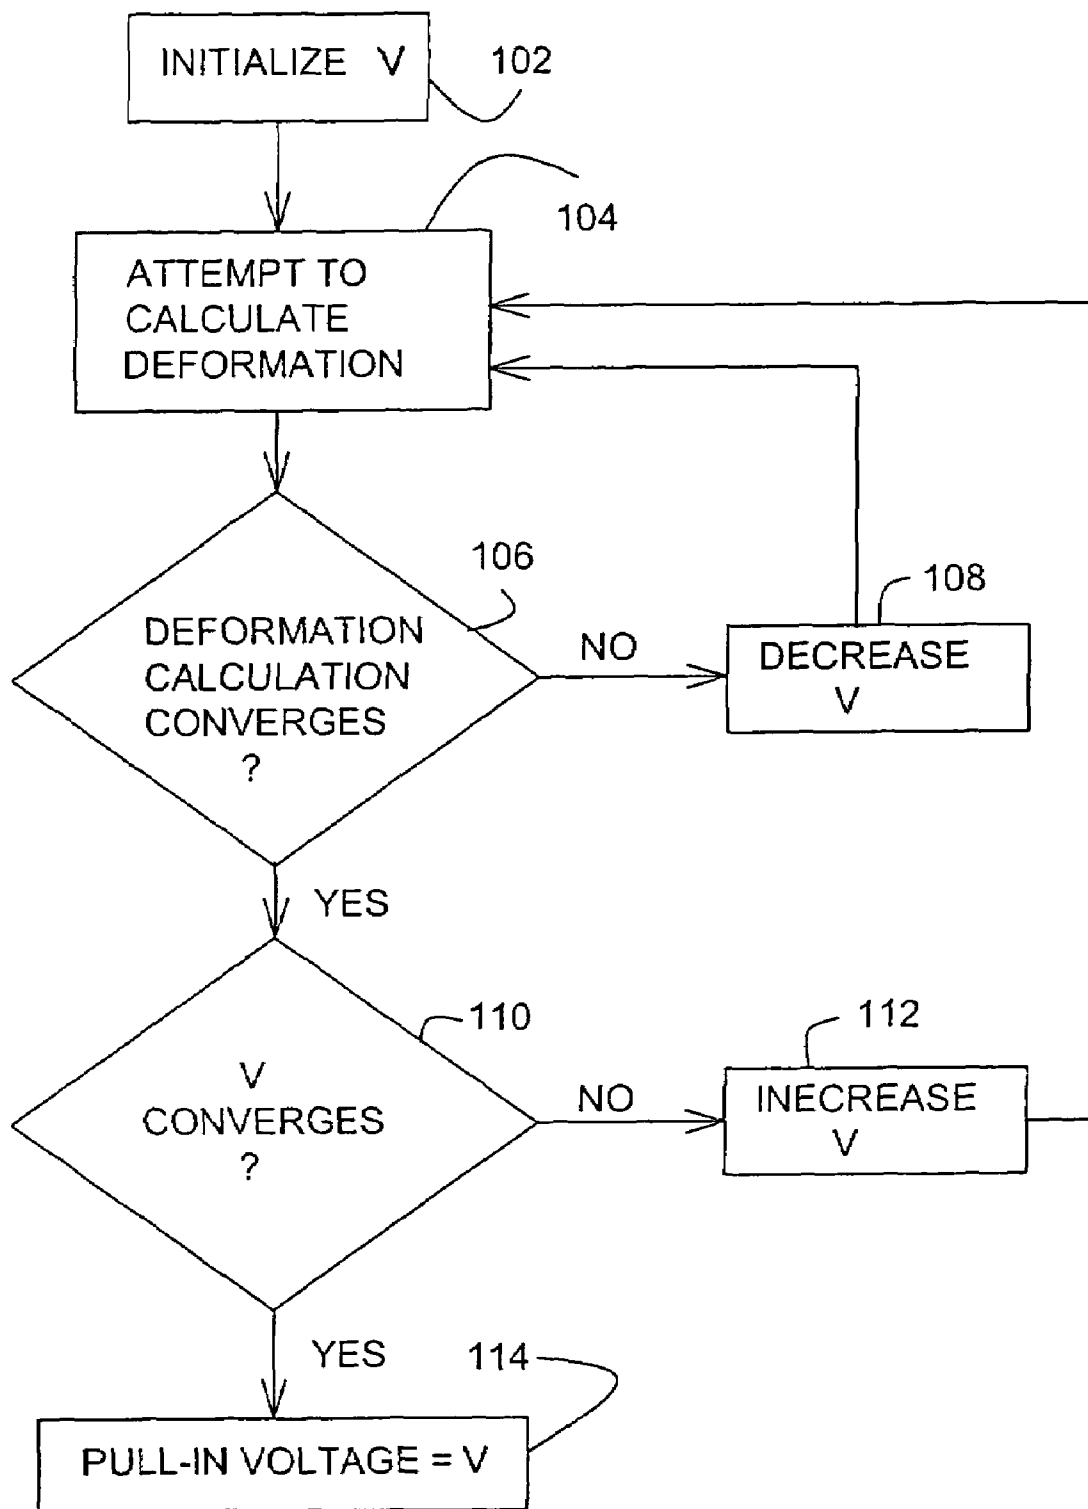 INITIALIZE V
102
104
ATTEMPT TO
CALCULATE
DEFORMATION
106
DEFORMATION
CALCULATION
CONVERGES
?
NO
108
DECREASE
V
YES
110
V
CONVERGES
?
NO
112
INECREASE
V
YES
114
PULL-IN VOLTAGE = V